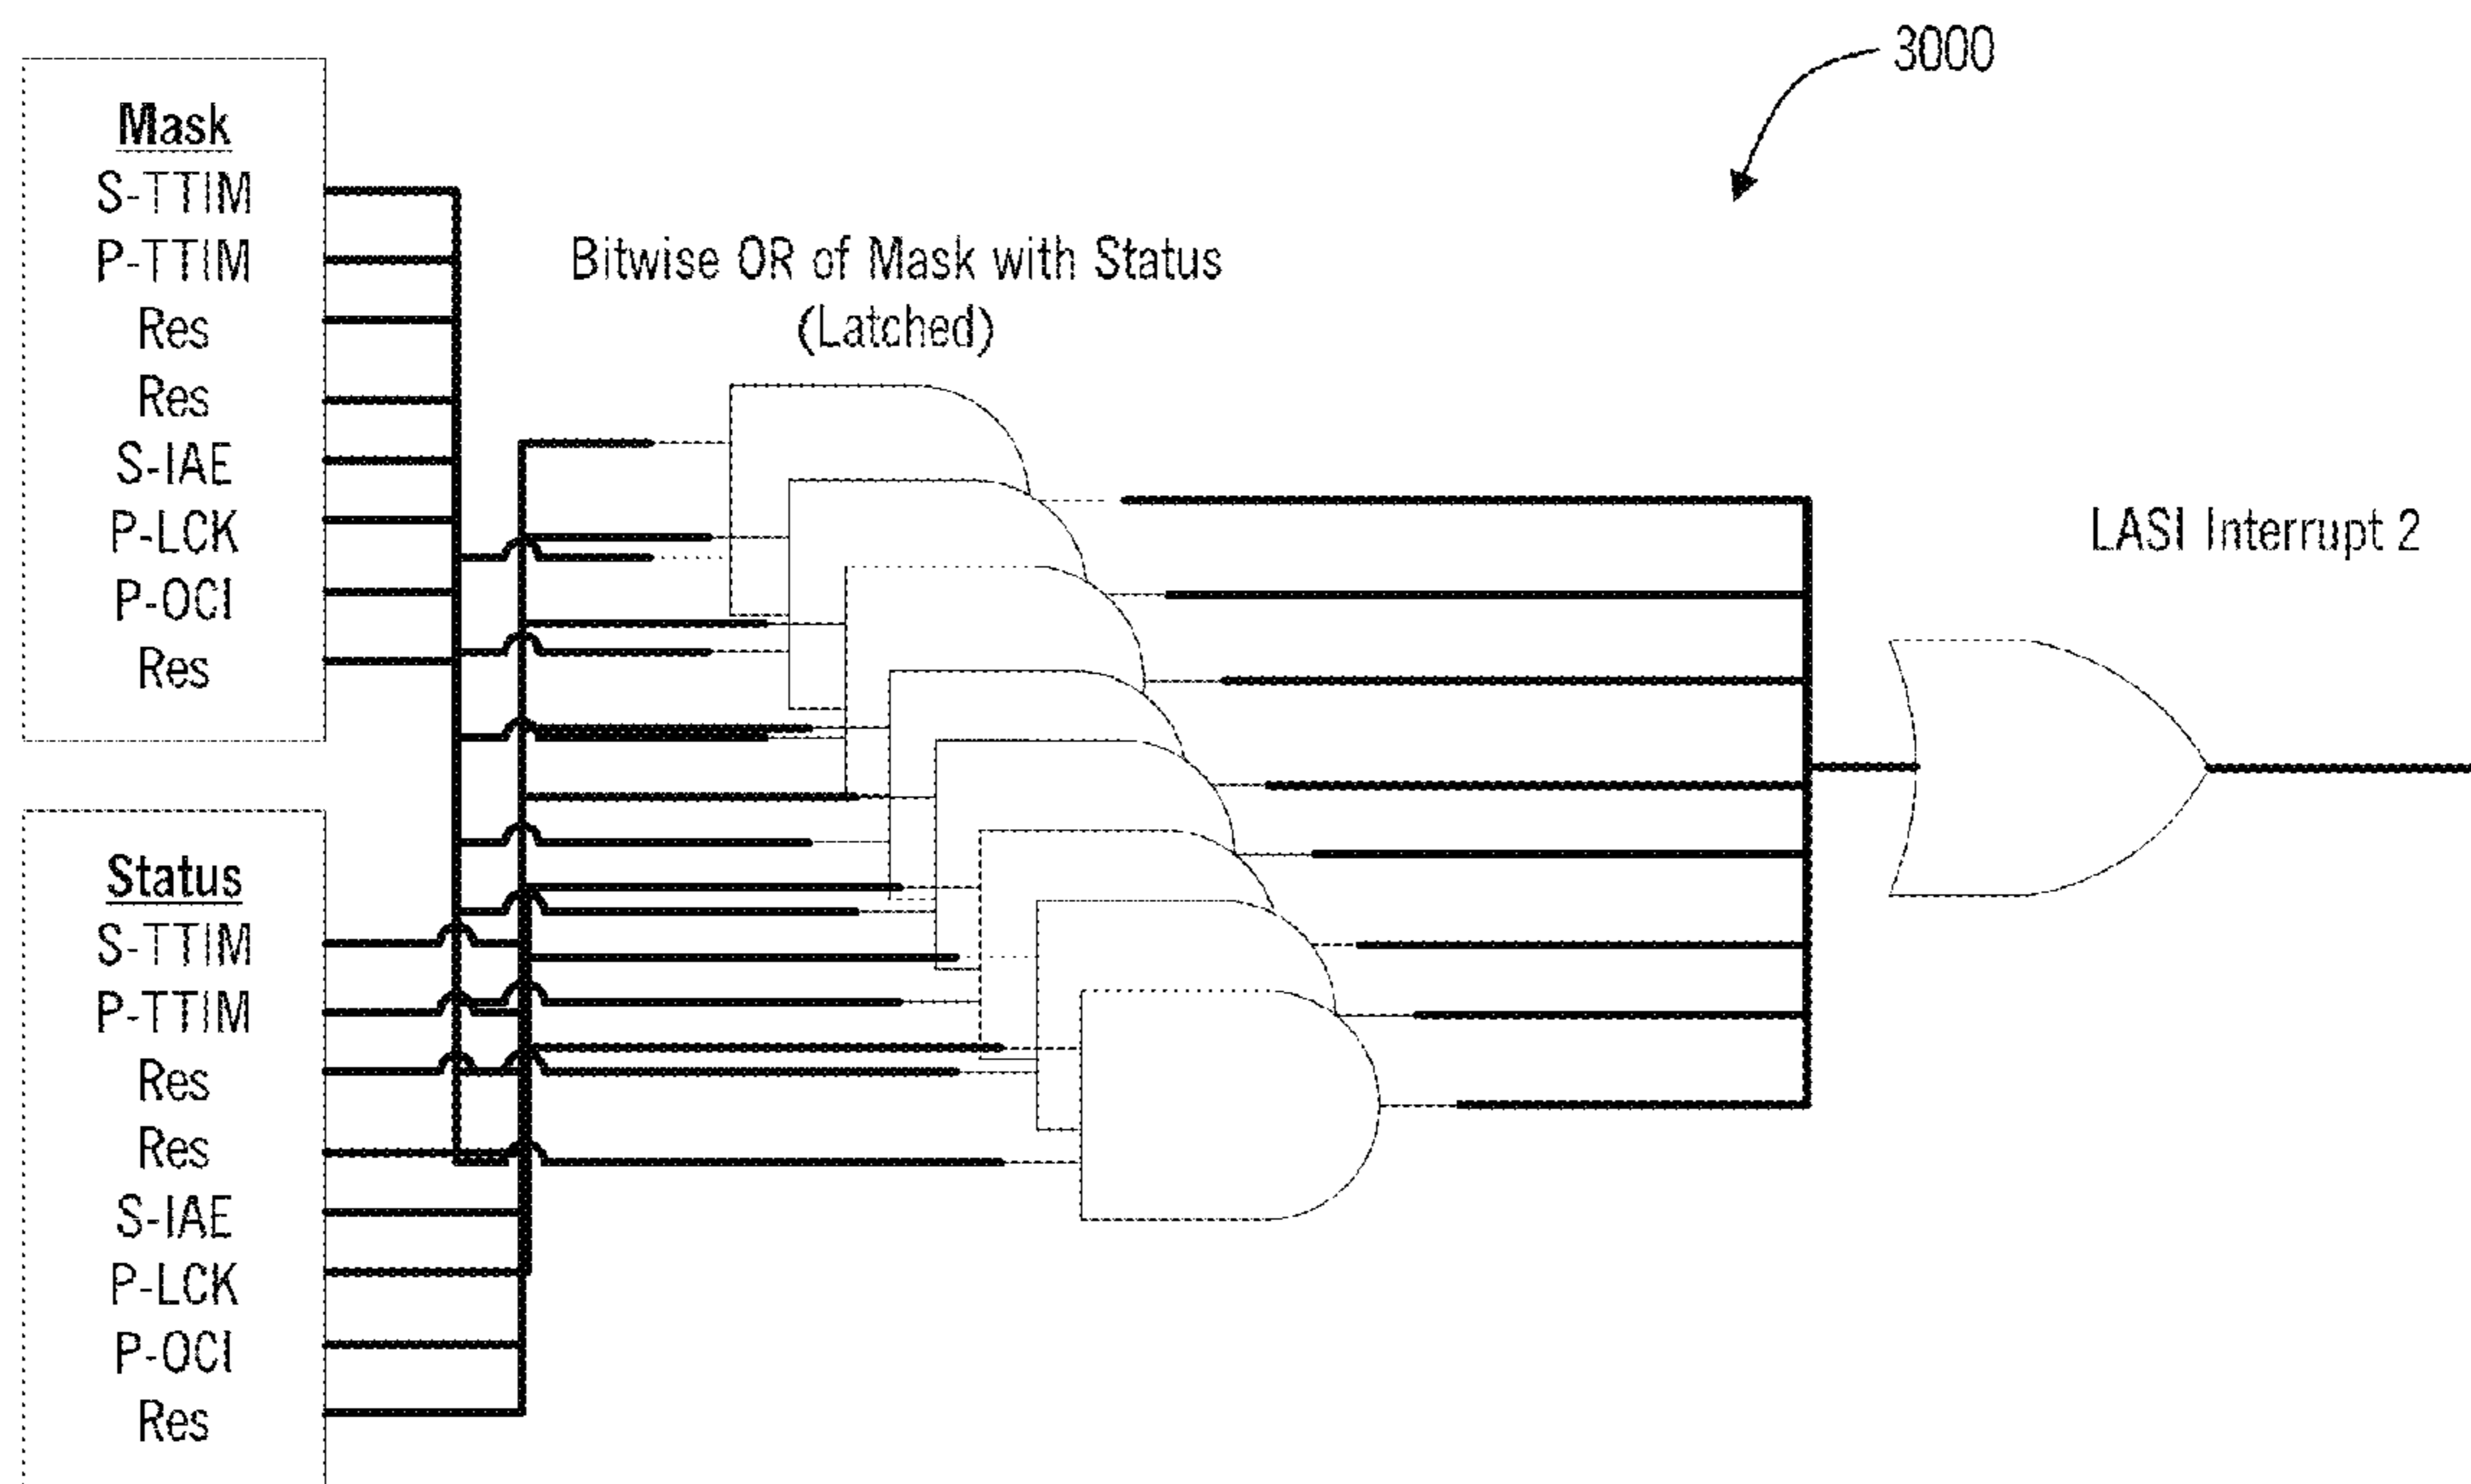 3000
Mask
S-TTIM
P-TTIM
Res
Res
S-IAE
P-LCK
P-OCI
Res
Bitwise OR of Mask with Status
(Latched)
LASI Interrupt 2
Status
S-TTIM
P-TTIM
Res
Res
S-IAE
P-LCK
P-OCI
Res